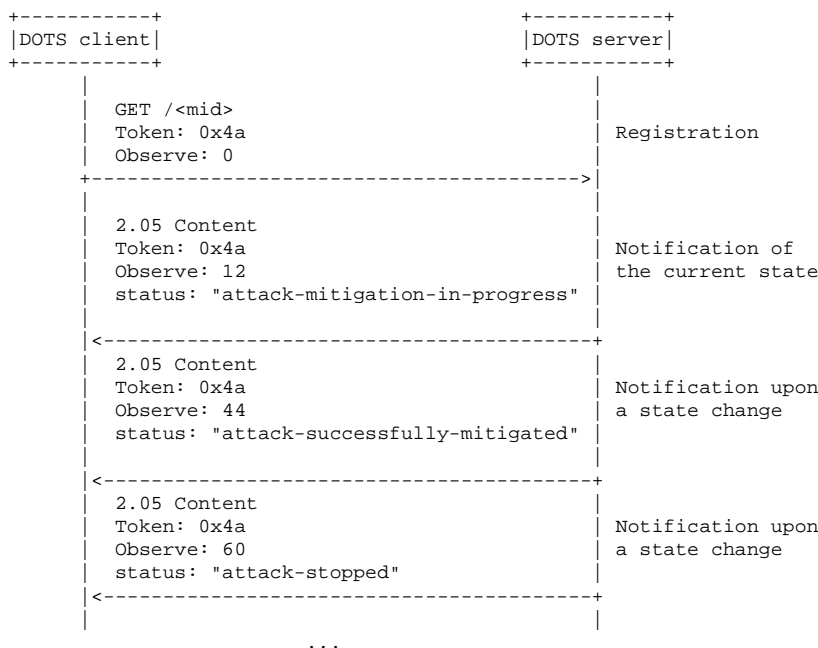 DOTS client DOTS server
GET /<mid>
Token: 0x4a Registration
Observe: 0
2.05 Content
Token: 0x4a Notification of
Observe: 12 the current state
status: "attack-mitigation-in-progress"
2.05 Content
Token: 0x4a Notification upon
Observe: 44 a state change
status: "attack-successfully-mitigated"
2.05 Content
Token: 0x4a Notification upon
Observe: 60 a state change
status: "attack-stopped"
...